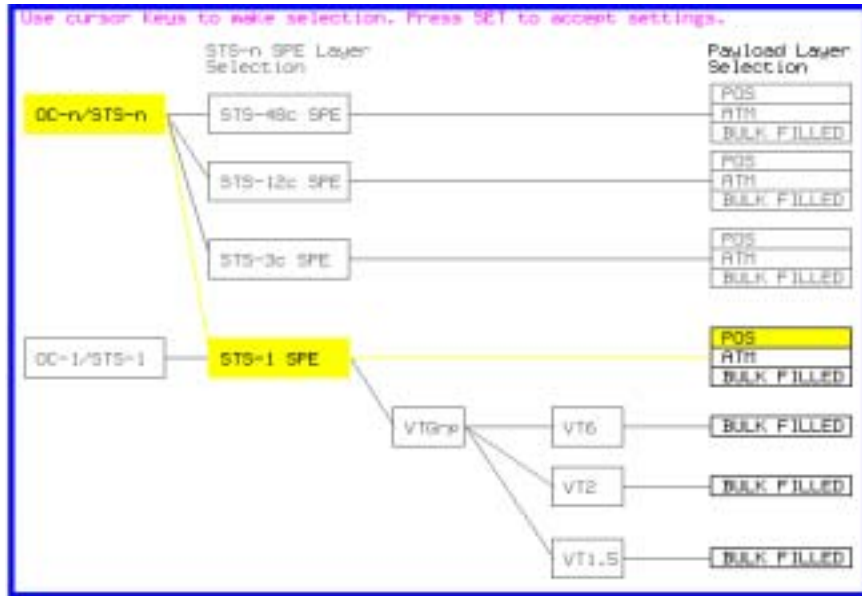 Use cursor Keys to make selection. Press SET to accept settings.
STS-n SPE Layer
Selection
Payload Layer
Selection
OC-n/STS-n
STS-48c SPE
POS
ATM
BULK FILLED
STS-12c SPE
POS
ATM
BULK FILLED
STS-3c SPE
POS
ATM
BULK FILLED
OC-1/STS-1
STS-1 SPE
POS
ATM
BULK FILLED
VTGrp
VT6
BULK FILLED
VT2
BULK FILLED
VT1.5
BULK FILLED